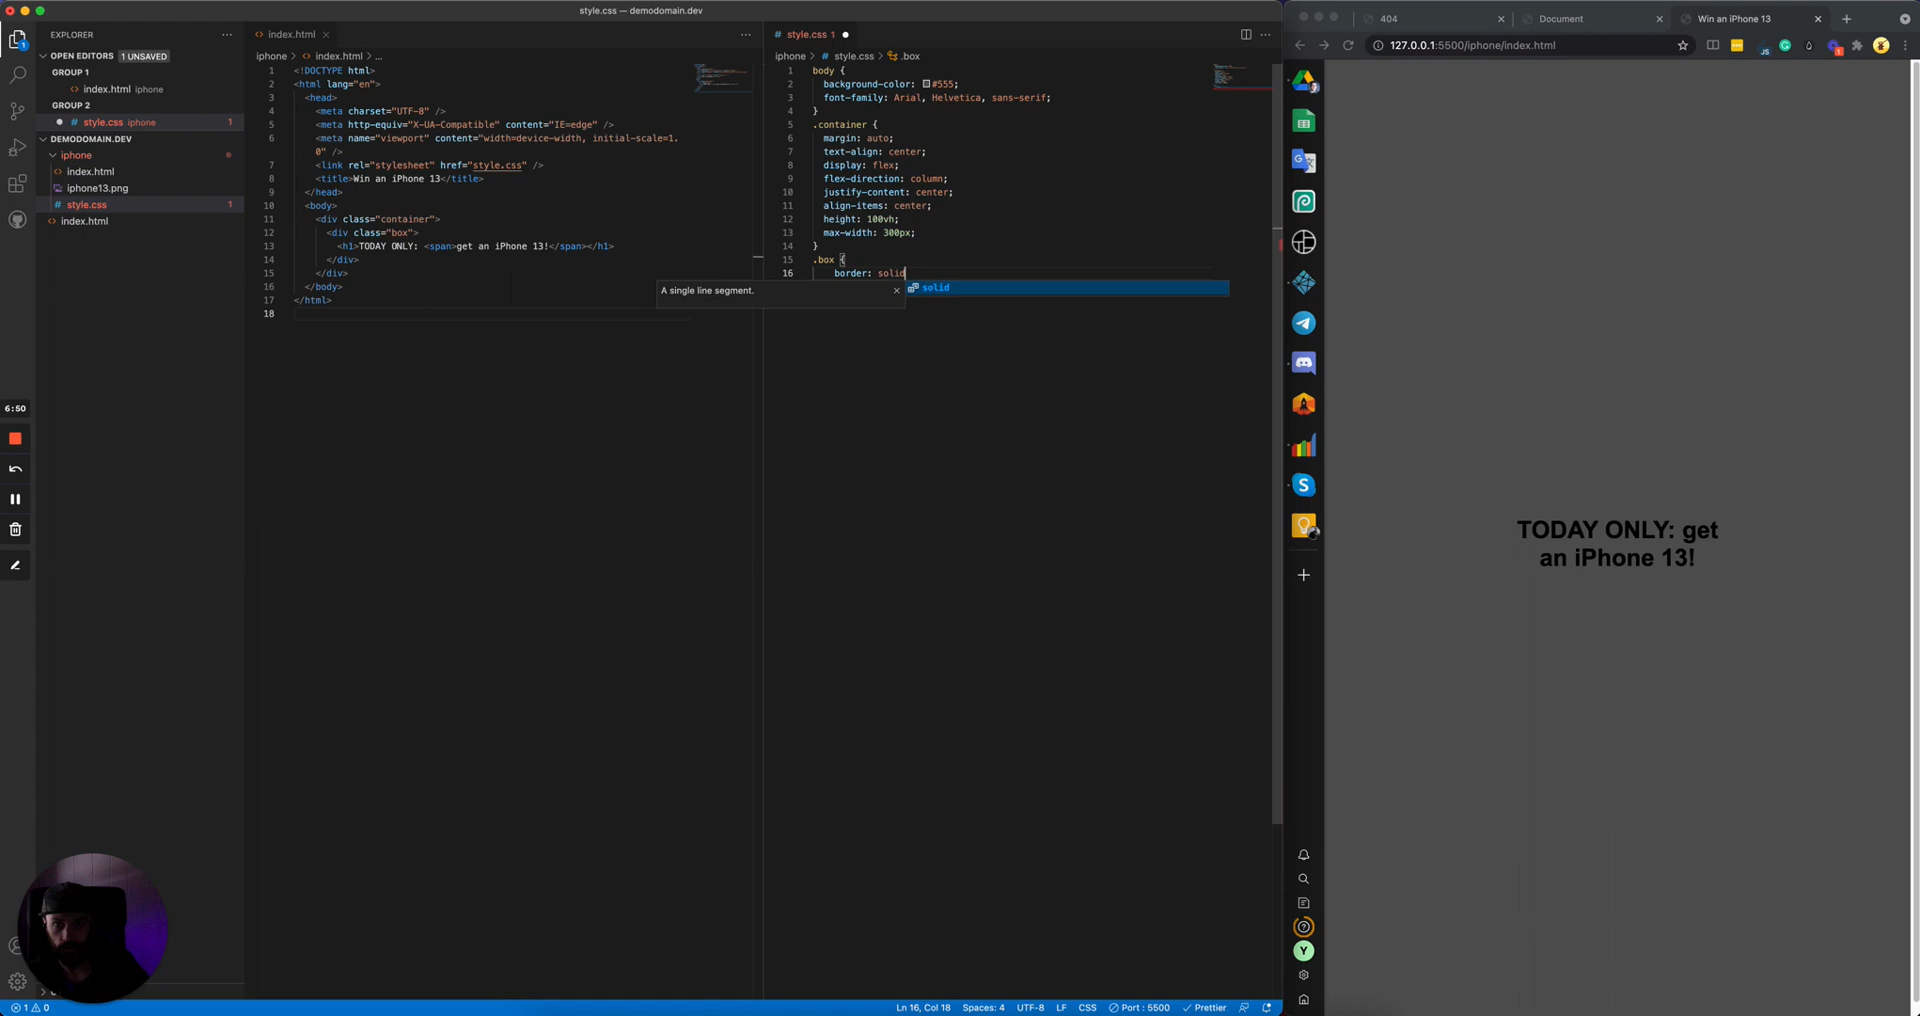 style.css — demodomain.dev
EXPLORER
OPEN EDITORS 1 UNSAVED
GROUP 1
index.html iphone
GROUP 2
# style.css iphone 1
DEMODOMAIN.DEV
iphone
index.html
iphone13.png
# style.css 1
index.html
6:50
index.html
iphone > index.html > ...
1 <!DOCTYPE html>
2 <html lang="en">
3 <head>
4 <meta charset="UTF-8" />
5 <meta http-equiv="X-UA-Compatible" content="IE=edge" />
6 <meta name="viewport" content="width=device-width, initial-scale=1.
0" />
7 <link rel="stylesheet" href="style.css" />
8 <title>Win an iPhone 13</title>
9 </head>
10 <body>
11 <div class="container">
12 <div class="box">
13 <h1>TODAY ONLY: <span>get an iPhone 13!</span></h1>
14 </div>
15 </div>
16 </body>
17 </html>
18
# style.css 1
iphone > # style.css > .box
1 body {
2 background-color: #555;
3 font-family: Arial, Helvetica, sans-serif;
4 }
5 .container {
6 margin: auto;
7 text-align: center;
8 display: flex;
9 flex-direction: column;
10 justify-content: center;
11 align-items: center;
12 height: 100vh;
13 max-width: 300px;
14 }
15 .box {
16 border: solid
A single line segment.
solid
1 0
Ln 16, Col 18 Spaces: 4 UTF-8 LF CSS Port : 5500 Prettier
404
Document
Win an iPhone 13
127.0.0.1:5500/iphone/index.html
TODAY ONLY: get
an iPhone 13!
Y